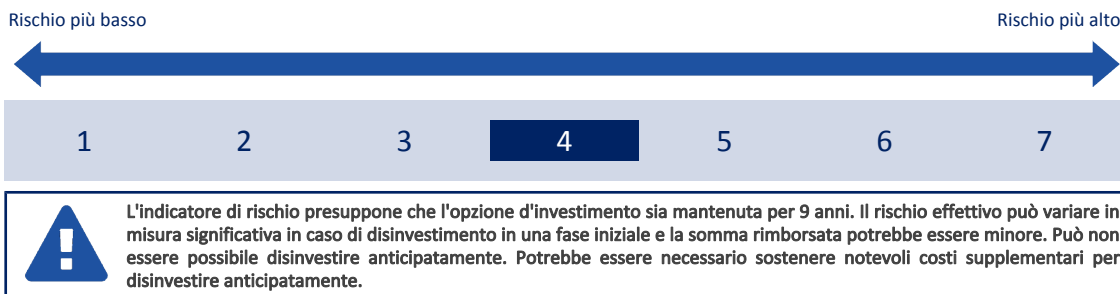 Rischio più basso Rischio più alto
1 2 3 4 5 6 7
L'indicatore di rischio presuppone che l'opzione d'investimento sia mantenuta per 9 anni. Il rischio effettivo può variare in
misura significativa in caso di disinvestimento in una fase iniziale e la somma rimborsata potrebbe essere minore. Può non
essere possibile disinvestire anticipatamente. Potrebbe essere necessario sostenere notevoli costi supplementari per
disinvestire anticipatamente.